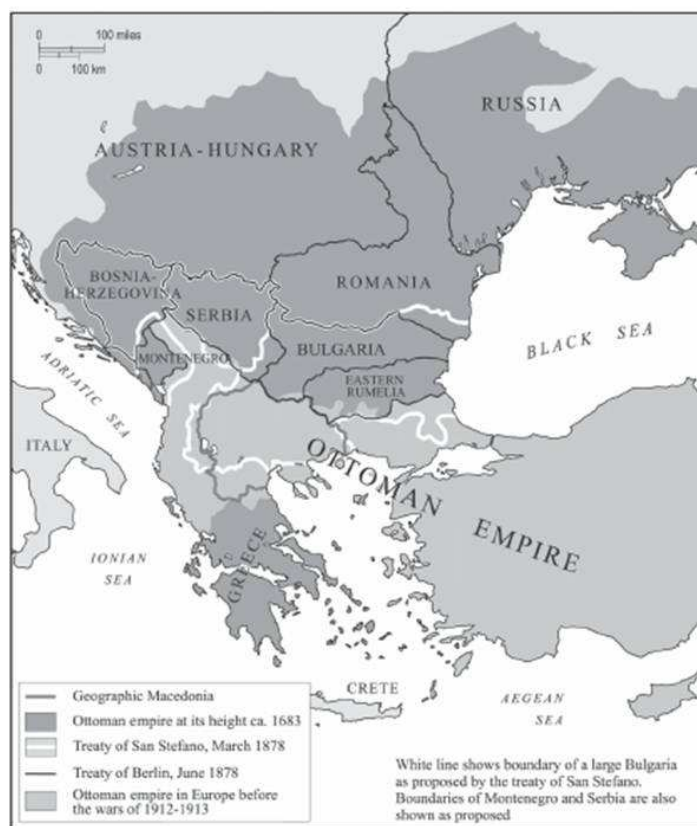 0 100 miles
0 100 km
RUSSIA
AUSTRIA-HUNGARY
BOSNIA-
HERZEGOVINA
ROMANIA
SERBIA
BLACK SEA
BULGARIA
MONTENEGRO
EASTERN
RUMELIA
ADRIATIC SEA
ITALY
OTTOMAN
EMPIRE
IONIAN
SEA
GREECE
CRETE
AEGEAN
SEA
Geographic Macedonia
Ottoman empire at its height ca. 1683
Treaty of San Stefano, March 1878
Treaty of Berlin, June 1878
Ottoman empire in Europe before
the wars of 1912-1913
White line shows boundary of a large Bulgaria
as proposed by the treaty of San Stefano.
Boundaries of Montenegro and Serbia are also
shown as proposed